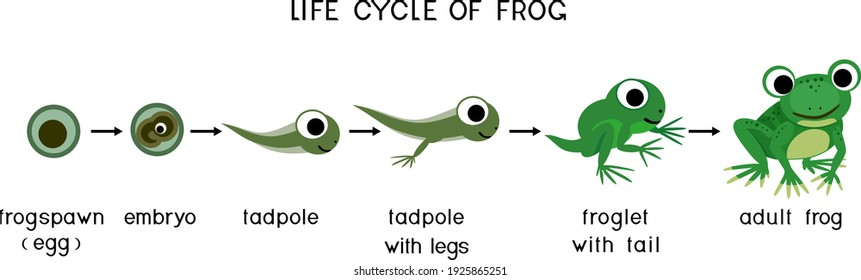 LIFE CYCLE OF FROG
frogspawn
(egg)
embryo
tadpole
tadpole
with legs
froglet
with tail
adult frog
shutterstock.com · 1925865251